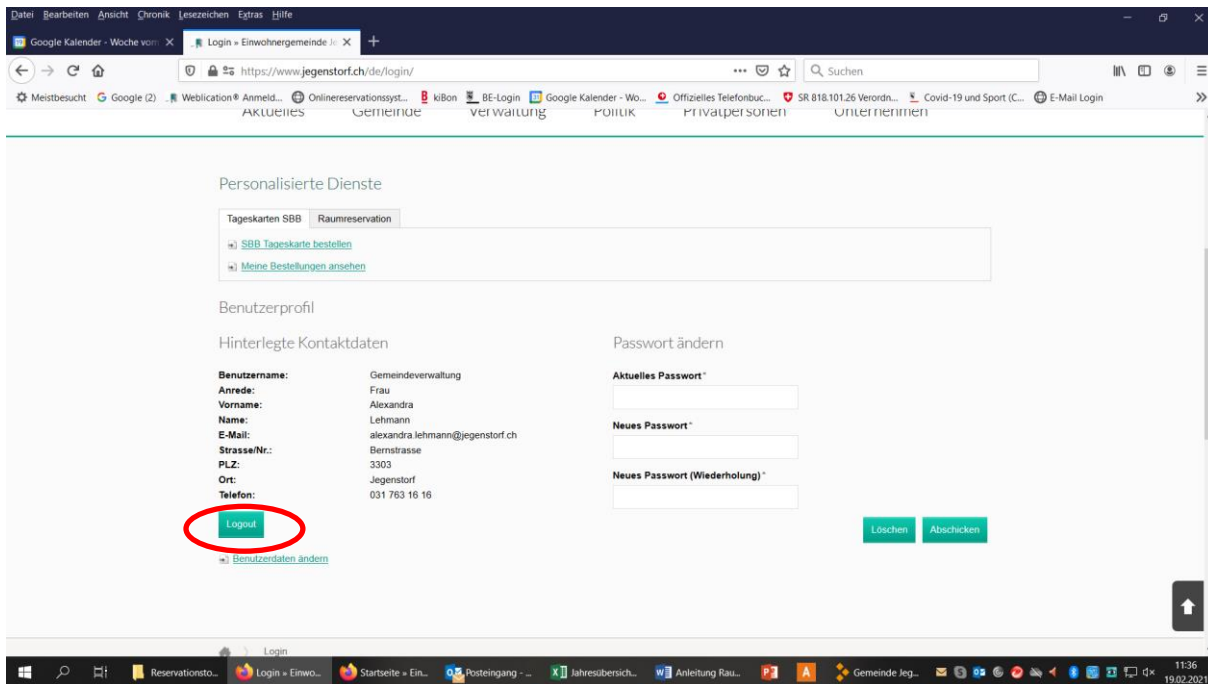 Datei Bearbeiten Ansicht Chronik Lesezeichen Extras Hilfe
Google Kalender - Woche vom
Login » Einwohnergemeinde Je
https://www.jegenstorf.ch/de/login/
Suchen
Meistbesucht Google (2) Weblication® Anmeld... Onlinereservationssyst... kiBon BE-Login Google Kalender - Wo... Offizielles Telefonbuc... SR 818.101.26 Verordn... Covid-19 und Sport (C... E-Mail Login
Aktuelles Gemeinde Verwaltung Politik Privatpersonen Unternehmen
Personalisierte Dienste
Tageskarten SBB Raumreservation
SBB Tageskarte bestellen
Meine Bestellungen ansehen
Benutzerprofil
Hinterlegte Kontaktdaten
Benutzername: Gemeindeverwaltung
Anrede: Frau
Vorname: Alexandra
Name: Lehmann
E-Mail: alexandra.lehmann@jegenstorf.ch
Strasse/Nr.: Bernstrasse
PLZ: 3303
Ort: Jegenstorf
Telefon: 031 763 16 16
Logout
Benutzerdaten ändern
Passwort ändern
Aktuelles Passwort*
Neues Passwort*
Neues Passwort (Wiederholung)*
Löschen Abschicken
Login
Reservationsto... Login » Einwo... Startseite » Ein... Posteingang - ... Jahresübersich... Anleitung Rau... Gemeinde Jeg... 11:36
19.02.2021